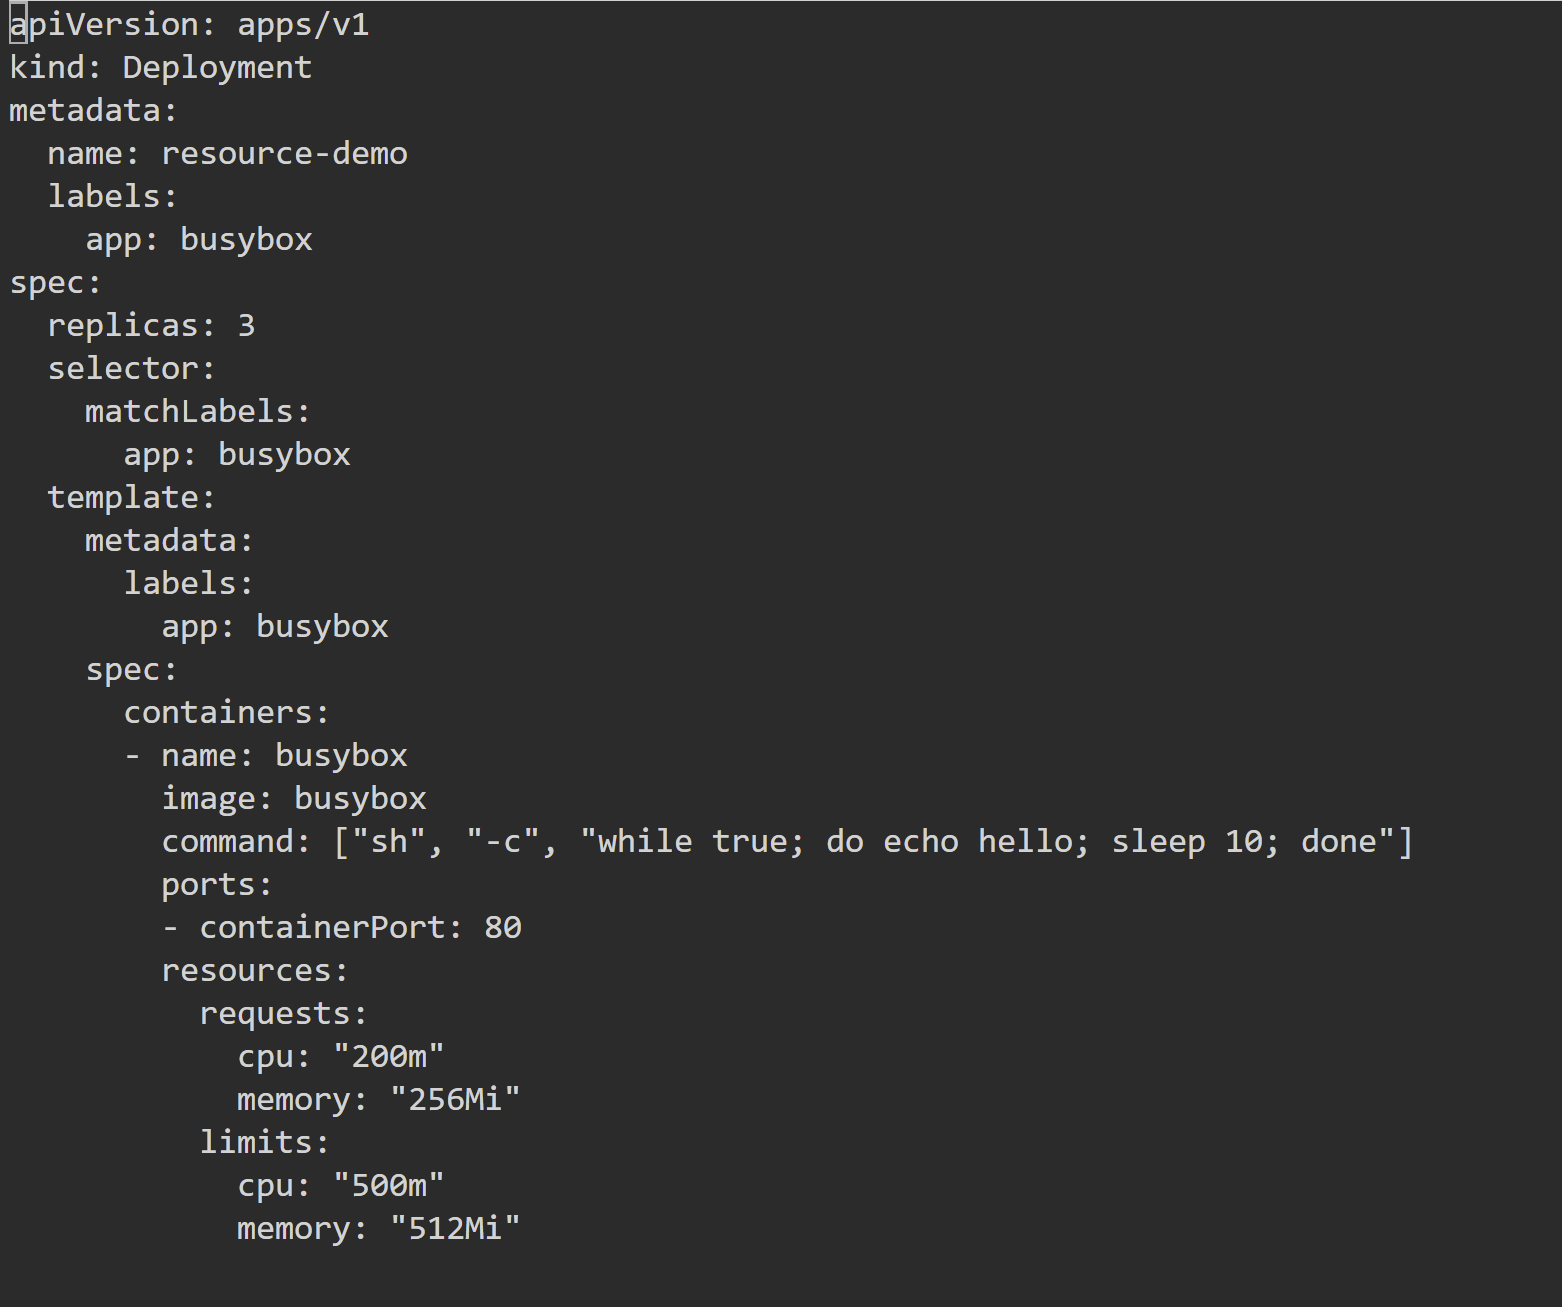 apiVersion: apps/v1
kind: Deployment
metadata:
  name: resource-demo
  labels:
    app: busybox
spec:
  replicas: 3
  selector:
    matchLabels:
      app: busybox
  template:
    metadata:
      labels:
        app: busybox
    spec:
      containers:
      - name: busybox
        image: busybox
        command: ["sh", "-c", "while true; do echo hello; sleep 10; done"]
        ports:
        - containerPort: 80
        resources:
          requests:
            cpu: "200m"
            memory: "256Mi"
          limits:
            cpu: "500m"
            memory: "512Mi"